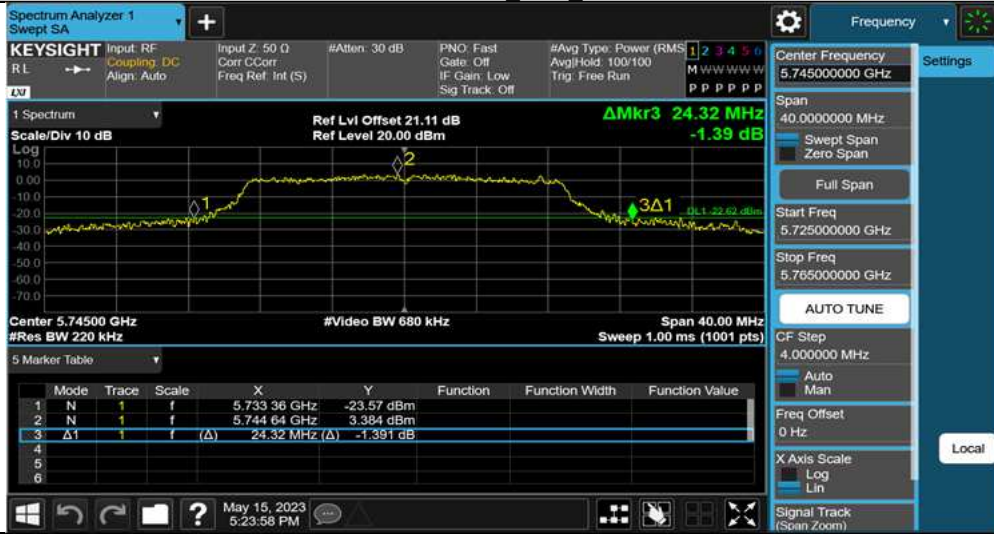 Spectrum Analyzer 1
Swept SA
Frequency
KEYSIGHT
RL
LXI
Input: RF
Coupling: DC
Align: Auto
Input Z: 50 Ω
Corr CCorr
Freq Ref: Int (S)
#Atten: 30 dB
PNO: Fast
Gate: Off
IF Gain: Low
Sig Track: Off
#Avg Type: Power (RMS
Avg|Hold: 100/100
Trig: Free Run
1 2 3 4 5 6
M W W W W W
P P P P P P
1 Spectrum
Scale/Div 10 dB
Ref Lvl Offset 21.11 dB
Ref Level 20.00 dBm
ΔMkr3 24.32 MHz
-1.39 dB
Log
10.0
0.00
-10.0
-20.0
-30.0
-40.0
-50.0
-60.0
-70.0
1
2
3Δ1
DL1 -22.62 dBm
Center 5.74500 GHz
#Res BW 220 kHz
#Video BW 680 kHz
Span 40.00 MHz
Sweep 1.00 ms (1001 pts)
5 Marker Table
Mode Trace Scale X Y Function Function Width Function Value
1 N 1 f 5.733 36 GHz -23.57 dBm
2 N 1 f 5.744 64 GHz 3.384 dBm
3 Δ1 1 f (Δ) 24.32 MHz (Δ) -1.391 dB
4
5
6
May 15, 2023
5:23:58 PM
Center Frequency
5.745000000 GHz
Span
40.0000000 MHz
Swept Span
Zero Span
Full Span
Start Freq
5.725000000 GHz
Stop Freq
5.765000000 GHz
AUTO TUNE
CF Step
4.000000 MHz
Auto
Man
Freq Offset
0 Hz
X Axis Scale
Log
Lin
Signal Track
(Span Zoom)
Settings
Local